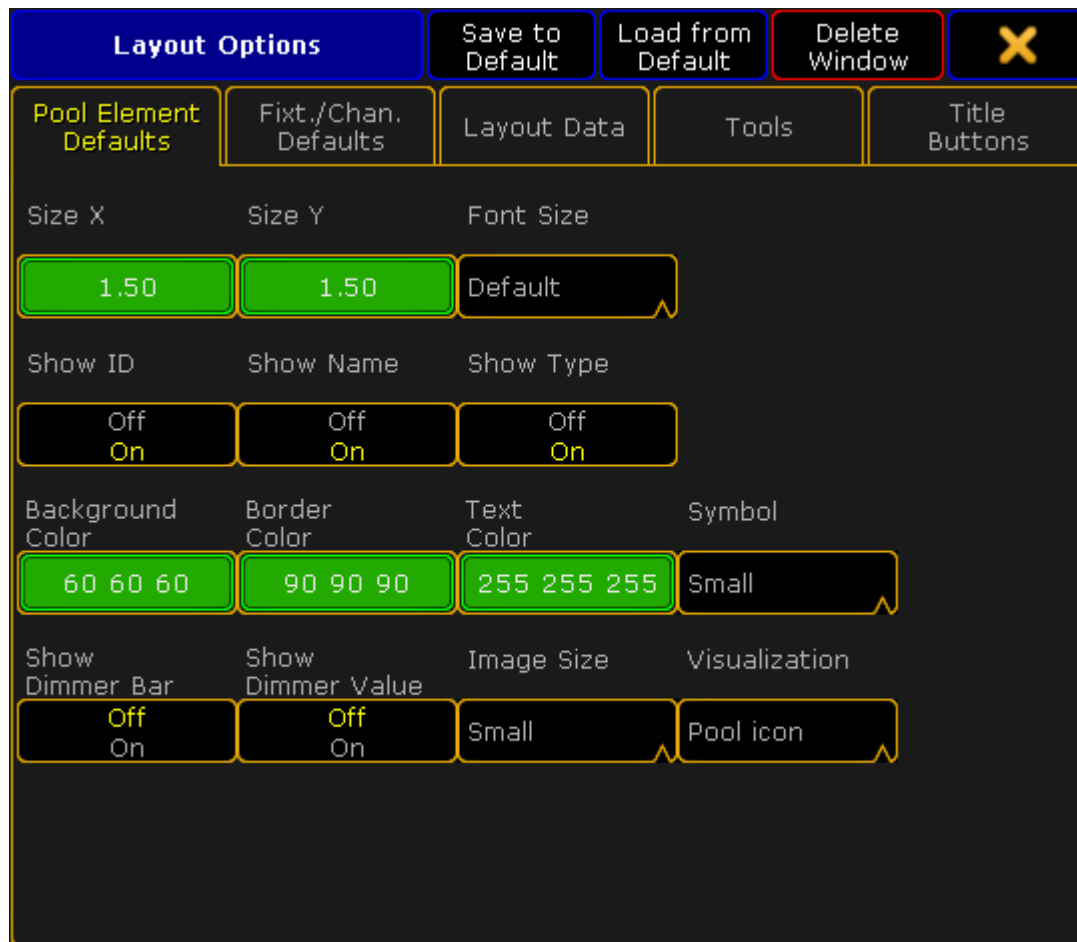 Layout Options
Save to
Default
Load from
Default
Delete
Window
Pool Element
Defaults
Fixt./Chan.
Defaults
Layout Data
Tools
Title
Buttons
Size X
Size Y
Font Size
1.50
1.50
Default
Show ID
Show Name
Show Type
Off
On
Off
On
Off
On
Background
Color
Border
Color
Text
Color
Symbol
60 60 60
90 90 90
255 255 255
Small
Show
Dimmer Bar
Show
Dimmer Value
Image Size
Visualization
Off
On
Off
On
Small
Pool icon